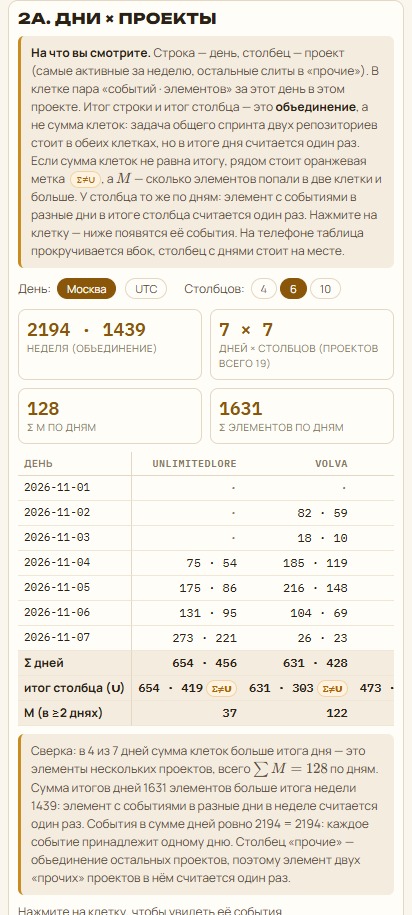 2А. ДНИ × ПРОЕКТЫ
На что вы смотрите. Строка — день, столбец — проект
(самые активные за неделю, остальные слиты в «прочие»). В
клетке пара «событий · элементов» за этот день в этом
проекте. Итог строки и итог столбца — это объединение, а
не сумма клеток: задача общего спринта двух репозиториев
стоит в обеих клетках, но в итоге дня считается один раз.
Если сумма клеток не равна итогу, рядом стоит оранжевая
метка Σ≠∪, а M — сколько элементов попали в две клетки и
больше. У столбца то же по дням: элемент с событиями в
разные дни в итоге столбца считается один раз. Нажмите на
клетку — ниже появятся её события. На телефоне таблица
прокручивается вбок, столбец с днями стоит на месте.
День: Москва UTC Столбцов: 4 6 10
2194 · 1439
НЕДЕЛЯ (ОБЪЕДИНЕНИЕ)
7 × 7
ДНЕЙ × СТОЛБЦОВ (ПРОЕКТОВ
ВСЕГО 19)
128
Σ M ПО ДНЯМ
1631
Σ ЭЛЕМЕНТОВ ПО ДНЯМ
ДЕНЬ UNLIMITEDLORE VOLVA
2026-11-01 · ·
2026-11-02 · 82 · 59
2026-11-03 · 18 · 10
2026-11-04 75 · 54 185 · 119
2026-11-05 175 · 86 216 · 148
2026-11-06 131 · 95 104 · 69
2026-11-07 273 · 221 26 · 23
Σ дней 654 · 456 631 · 428
итог столбца (∪) 654 · 419 Σ≠∪ 631 · 303 Σ≠∪ 473 ·
M (в ≥2 днях) 37 122
Сверка: в 4 из 7 дней сумма клеток больше итога дня — это
элементы нескольких проектов, всего ∑ M = 128 по дням.
Сумма итогов дней 1631 элементов больше итога недели
1439: элемент с событиями в разные дни в неделе считается
один раз. События в сумме дней ровно 2194 = 2194: каждое
событие принадлежит одному дню. Столбец «прочие» —
объединение остальных проектов, поэтому элемент двух
«прочих» проектов в нём считается один раз.
Нажмите на клетку, чтобы увидеть её события